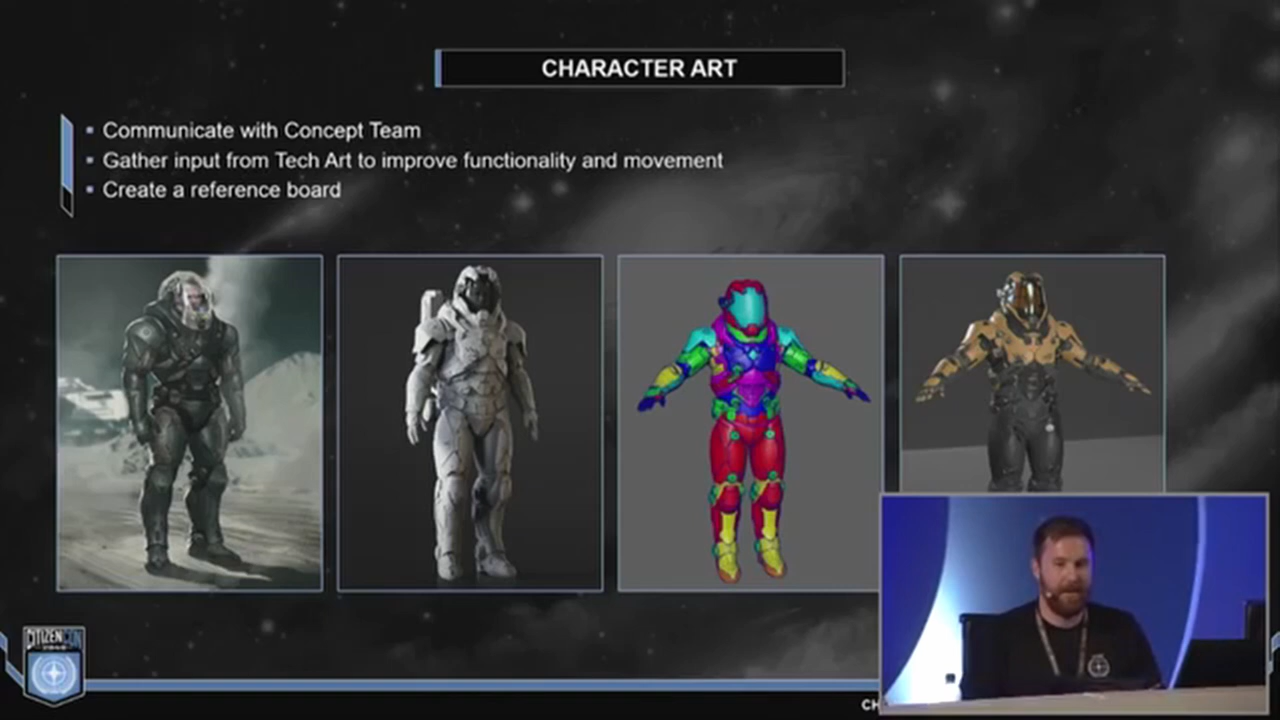 CHARACTER ART
Communicate with Concept Team
Gather input from Tech Art to improve functionality and movement
Create a reference board
CITIZENCON
CH